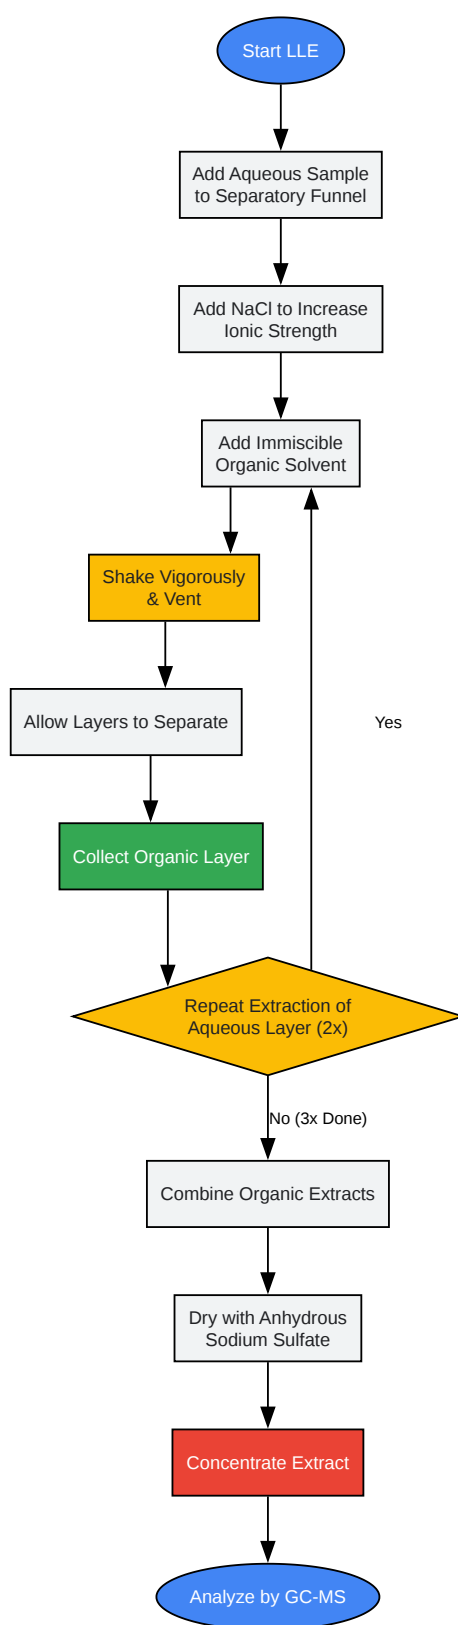 Start LLE
Add Aqueous Sample
to Separatory Funnel
Add NaCl to Increase
Ionic Strength
Add Immiscible
Organic Solvent
Shake Vigorously
& Vent
Allow Layers to Separate
Yes
Collect Organic Layer
Repeat Extraction of
Aqueous Layer (2x)
No (3x Done)
Combine Organic Extracts
Dry with Anhydrous
Sodium Sulfate
Concentrate Extract
Analyze by GC-MS